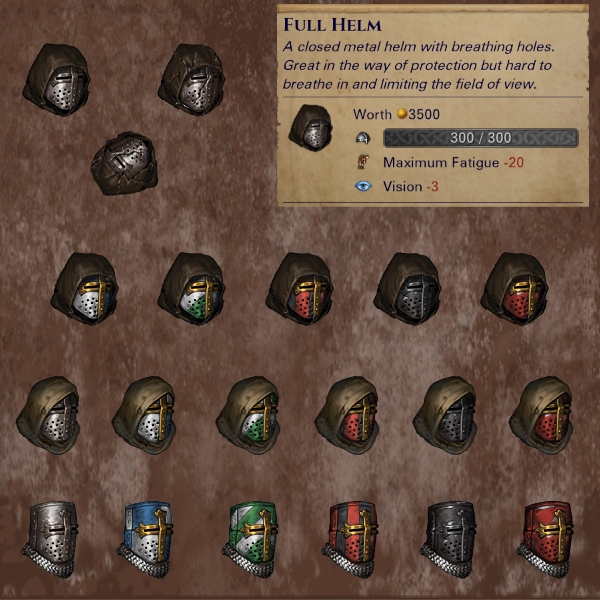 FULL HELM
A closed metal helm with breathing holes.
Great in the way of protection but hard to
breathe in and limiting the field of view.
Worth 3500
300 / 300
Maximum Fatigue -20
Vision -3